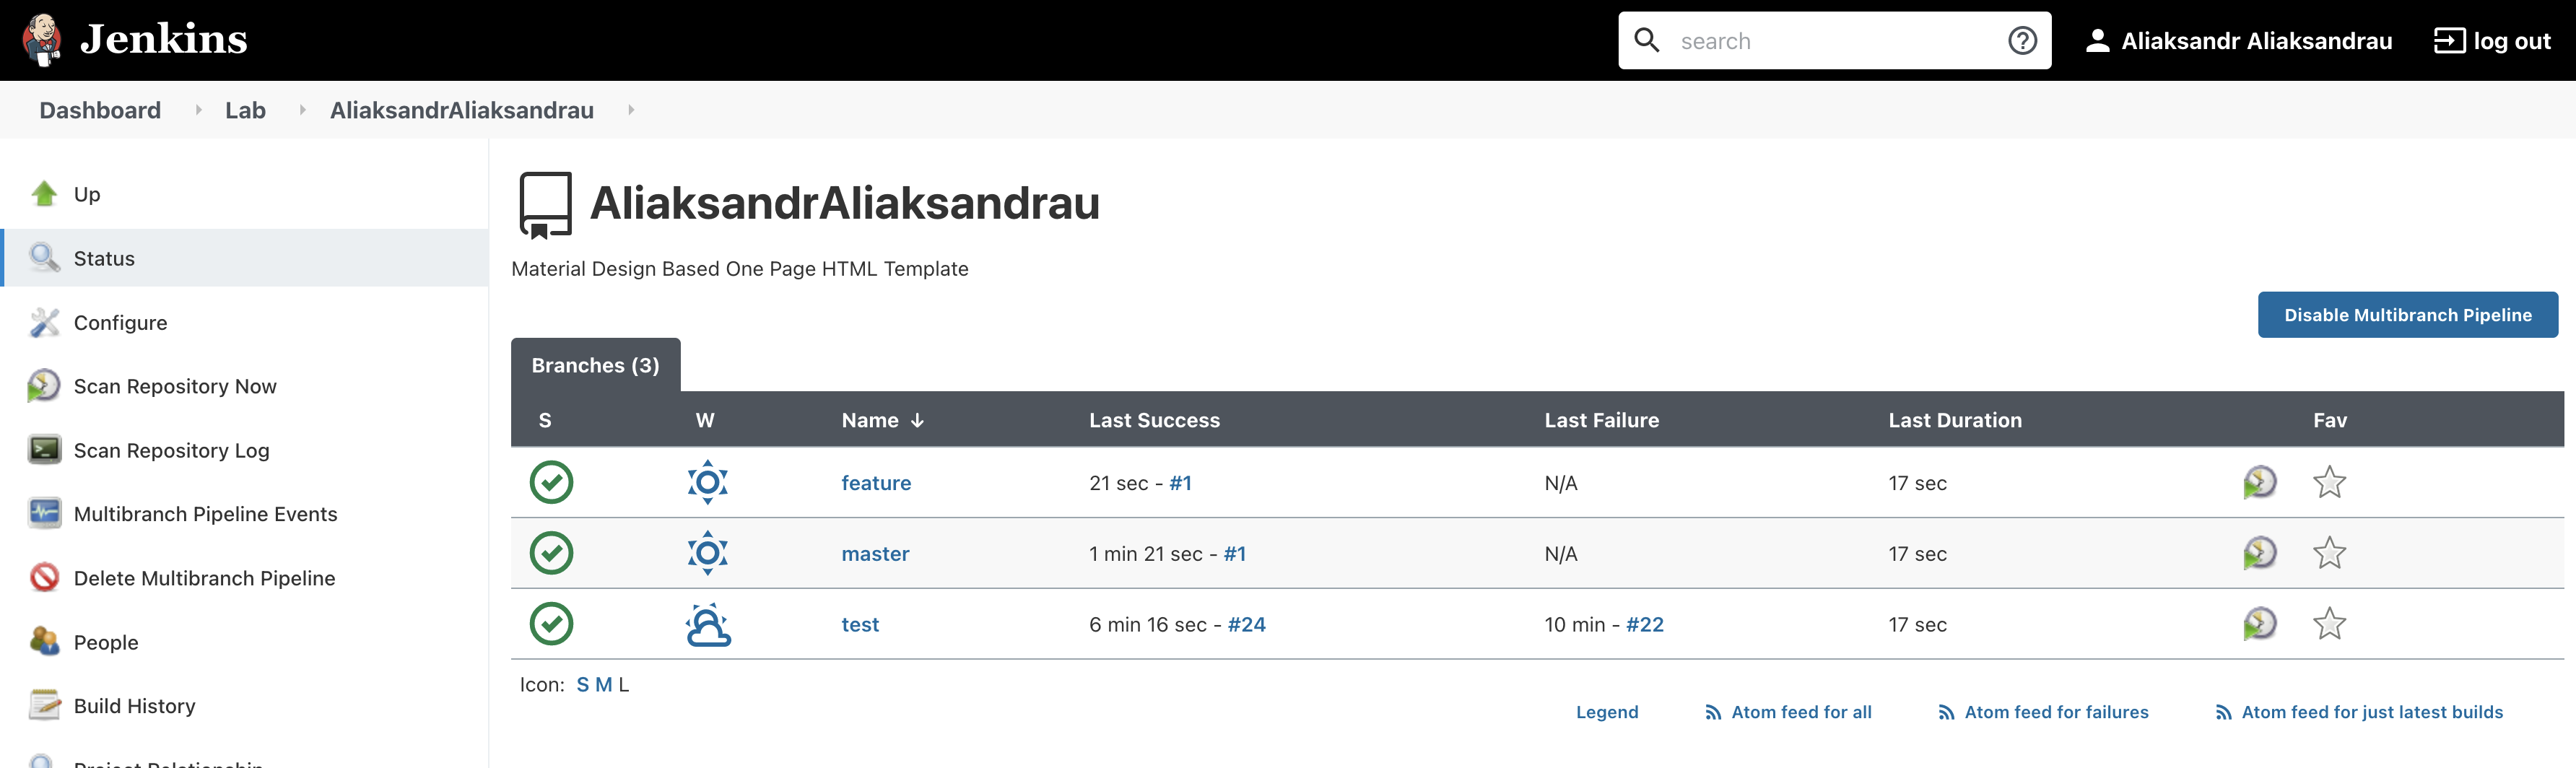 Jenkins
search
Aliaksandr Aliaksandrau
log out
Dashboard Lab AliaksandrAliaksandrau
Up
Status
Configure
Scan Repository Now
Scan Repository Log
Multibranch Pipeline Events
Delete Multibranch Pipeline
People
Build History
Project Relationship
AliaksandrAliaksandrau
Material Design Based One Page HTML Template
Disable Multibranch Pipeline
Branches (3)
S W Name ↓ Last Success Last Failure Last Duration Fav
feature 21 sec - #1 N/A 17 sec
master 1 min 21 sec - #1 N/A 17 sec
test 6 min 16 sec - #24 10 min - #22 17 sec
Icon: S M L
Legend Atom feed for all Atom feed for failures Atom feed for just latest builds